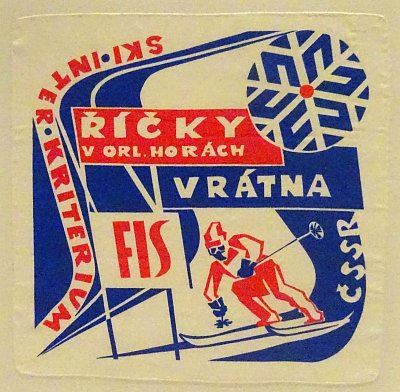 SKI·INTER·KRITERIUM
ŘÍČKY
V ORL. HORÁCH
VRÁTNA
FIS
ČSSR